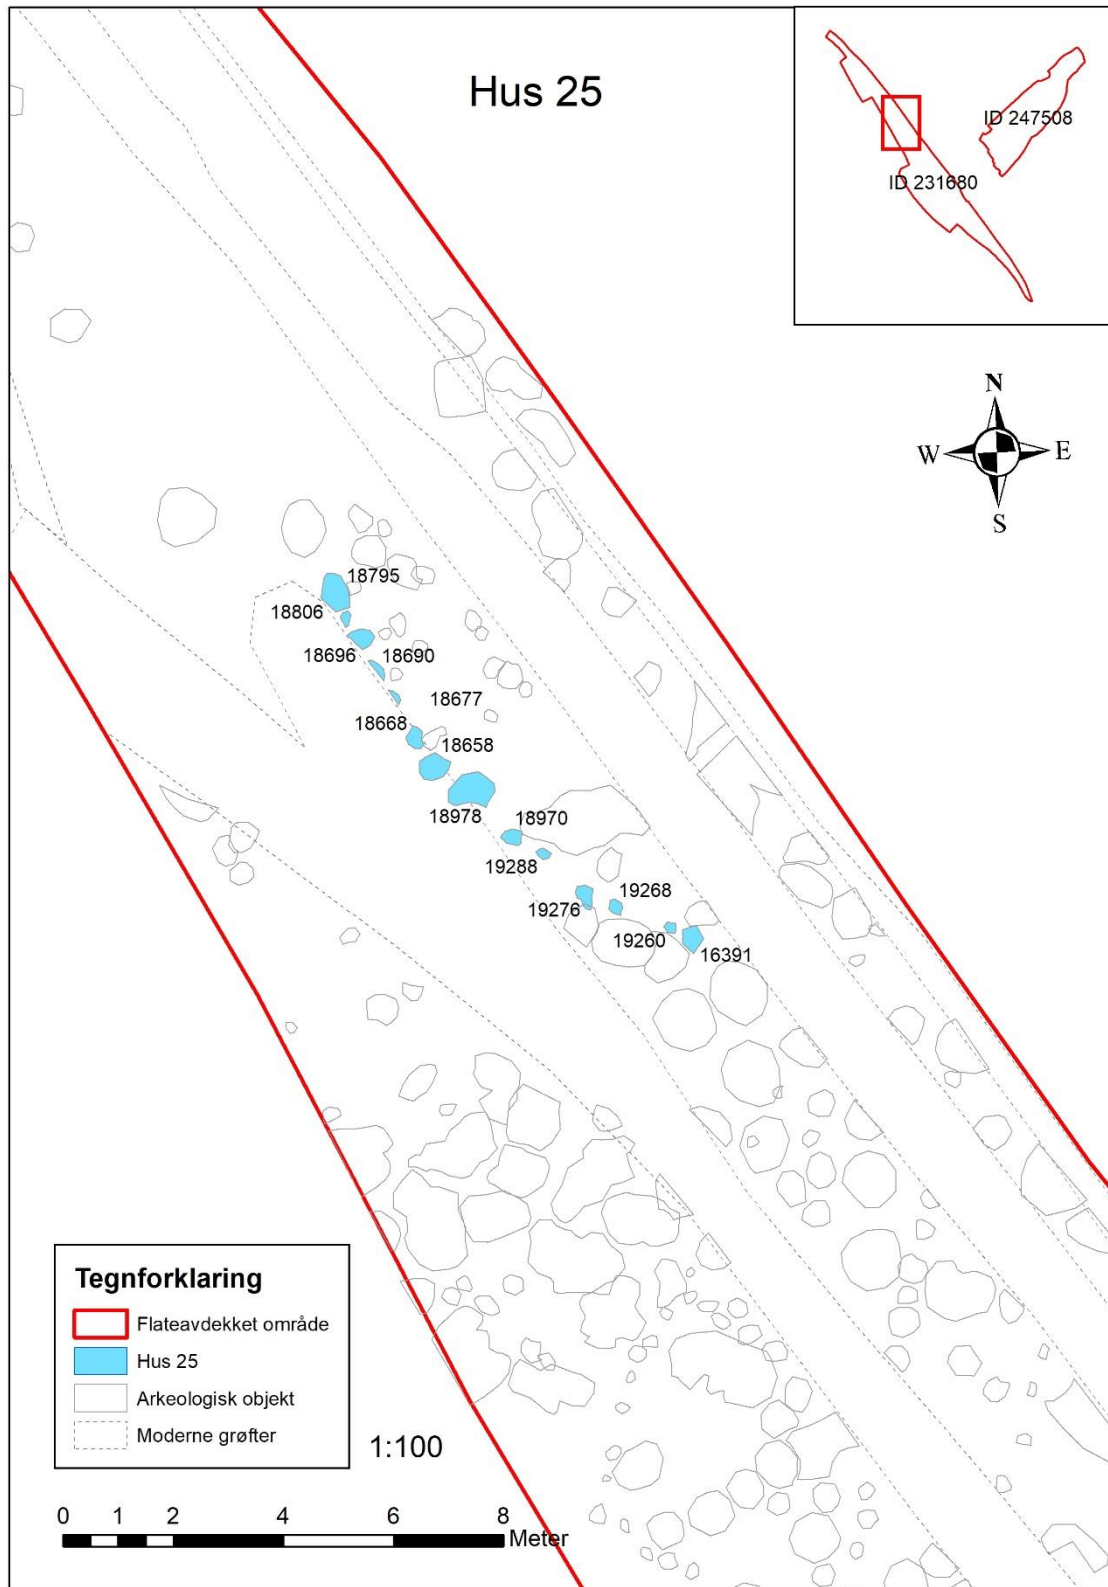 Hus 25
ID 247508
ID 231680
N
W
E
S
18795
18806
18696
18690
18677
18668
18658
18978
18970
19288
19268
19276
19260
16391
Tegnforklaring
Flateavdekket område
Hus 25
Arkeologisk objekt
Moderne grøfter
1:100
0 1 2 4 6 8
Meter